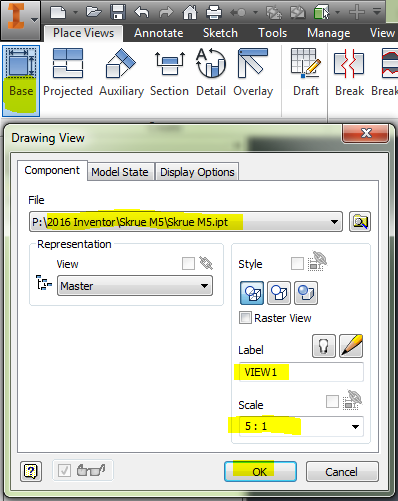 Place Views Annotate Sketch Tools Manage View
Base Projected Auxiliary Section Detail Overlay Draft Break Break
Drawing View
Component Model State Display Options
File
P:\2016 Inventor\Skrue M5\Skrue M5.ipt
Representation
View
Master
Style
Raster View
Label
VIEW1
Scale
5 : 1
OK Cancel